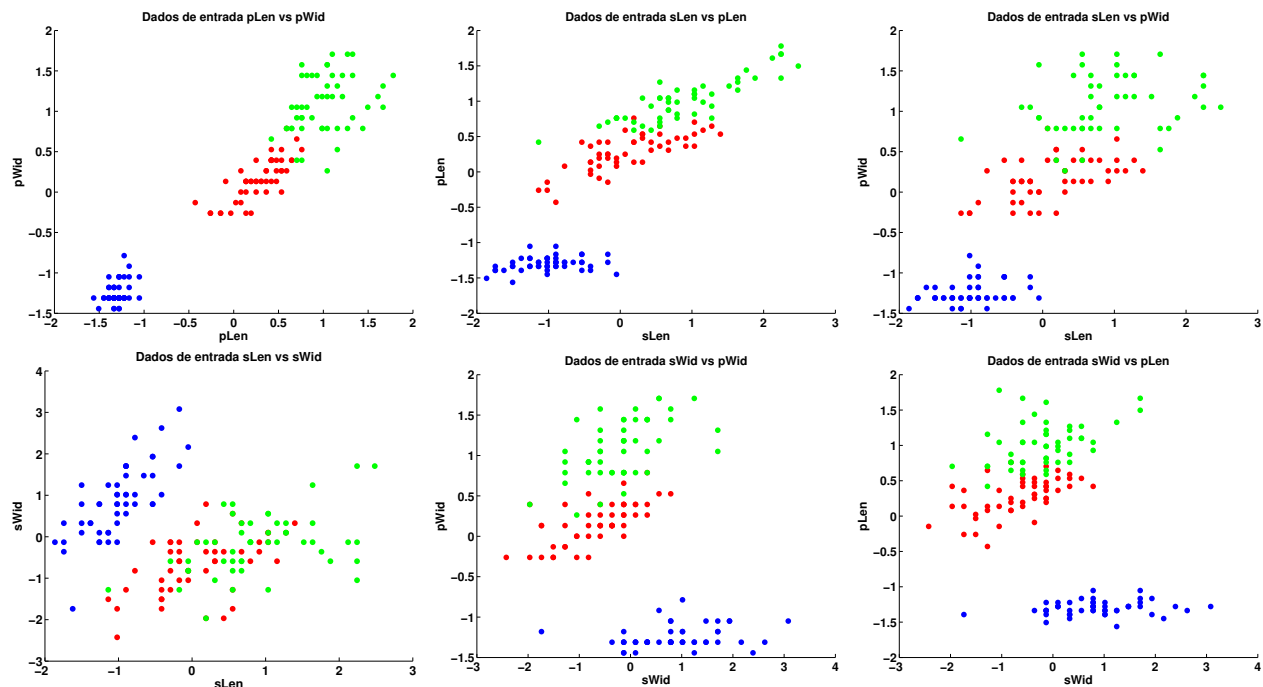 Dados de entrada pLen vs pWid
2
1.5
1
0.5
0
−0.5
−1
−1.5
pWid
−2 −1.5 −1 −0.5 0 0.5 1 1.5 2
pLen
Dados de entrada sLen vs pLen
2
1.5
1
0.5
0
−0.5
−1
−1.5
−2
pLen
−2 −1 0 1 2 3
sLen
Dados de entrada sLen vs pWid
2
1.5
1
0.5
0
−0.5
−1
−1.5
pWid
−2 −1 0 1 2 3
sLen
Dados de entrada sLen vs sWid
4
3
2
1
0
−1
−2
−3
sWid
−2 −1 0 1 2 3
sLen
Dados de entrada sWid vs pWid
2
1.5
1
0.5
0
−0.5
−1
−1.5
pWid
−3 −2 −1 0 1 2 3 4
sWid
Dados de entrada sWid vs pLen
2
1.5
1
0.5
0
−0.5
−1
−1.5
−2
pLen
−3 −2 −1 0 1 2 3 4
sWid